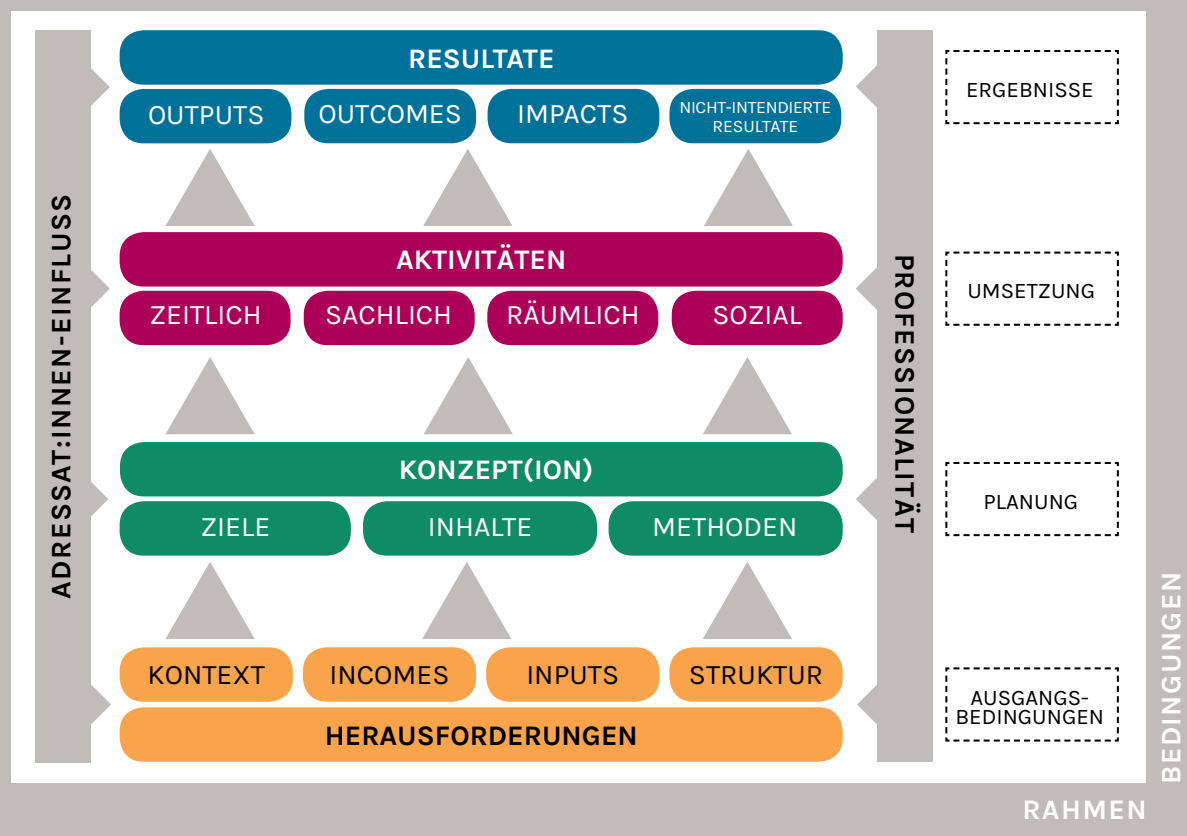 RESULTATE
OUTPUTS
OUTCOMES
IMPACTS
NICHT-INTENDIERTE
RESULTATE
ERGEBNISSE
ADRESSAT:INNEN-EINFLUSS
PROFESSIONALITÄT
AKTIVITÄTEN
ZEITLICH
SACHLICH
RÄUMLICH
SOZIAL
UMSETZUNG
KONZEPT(ION)
ZIELE
INHALTE
METHODEN
PLANUNG
KONTEXT
INCOMES
INPUTS
STRUKTUR
HERAUSFORDERUNGEN
AUSGANGS-
BEDINGUNGEN
RAHMEN
BEDINGUNGEN